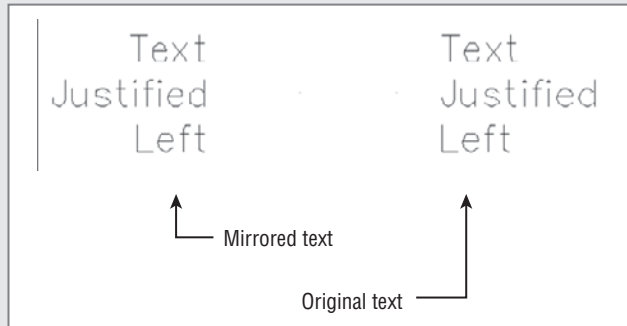 Text
Justified
Left
Text
Justified
Left
Mirrored text
Original text